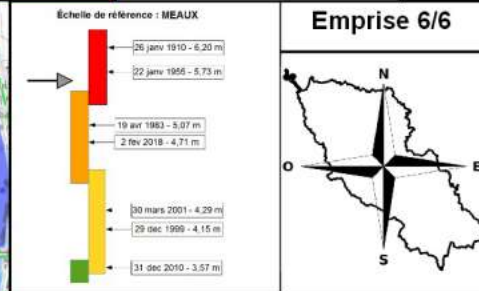 Échelle de référence : MEAUX
26 janv 1910 - 6,20 m
22 janv 1955 - 5,73 m
19 avr 1983 - 5,07 m
2 fev 2018 - 4,71 m
30 mars 2001 - 4,29 m
29 dec 1999 - 4,15 m
31 dec 2010 - 3,57 m
Emprise 6/6
N
O
E
S